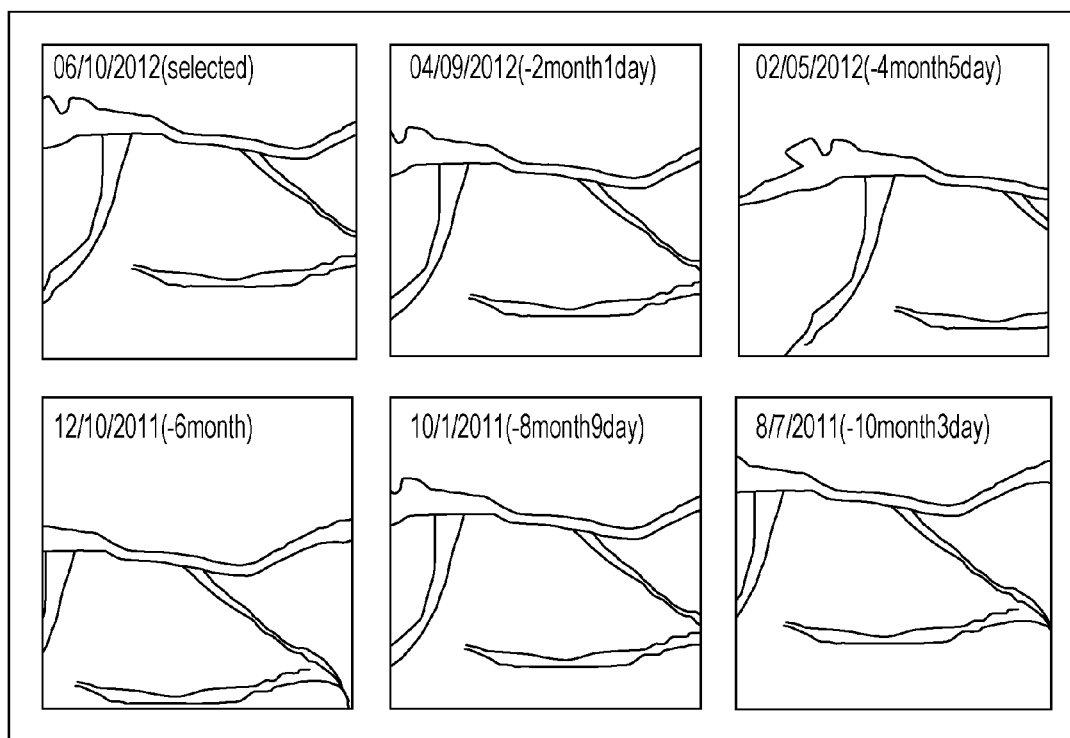 06/10/2012(selected)
04/09/2012(-2month1day)
02/05/2012(-4month5day)
12/10/2011(-6month)
10/1/2011(-8month9day)
8/7/2011(-10month3day)